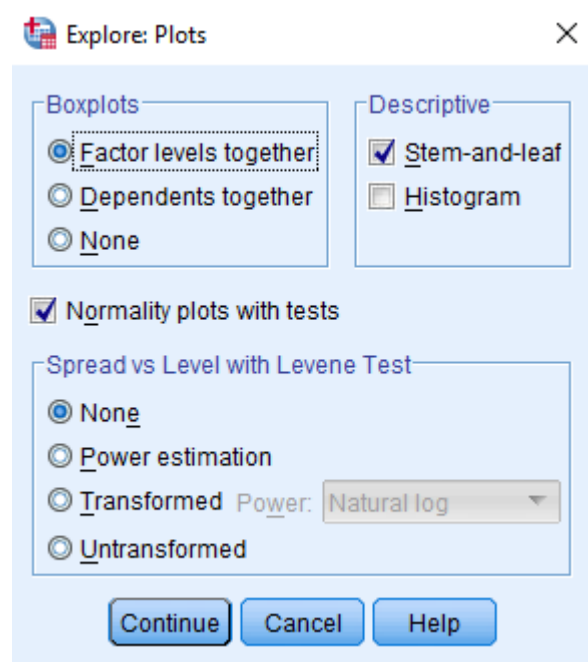 Explore: Plots
Boxplots
Factor levels together
Dependents together
None
Descriptive
Stem-and-leaf
Histogram
Normality plots with tests
Spread vs Level with Levene Test
None
Power estimation
Transformed Power: Natural log
Untransformed
Continue Cancel Help